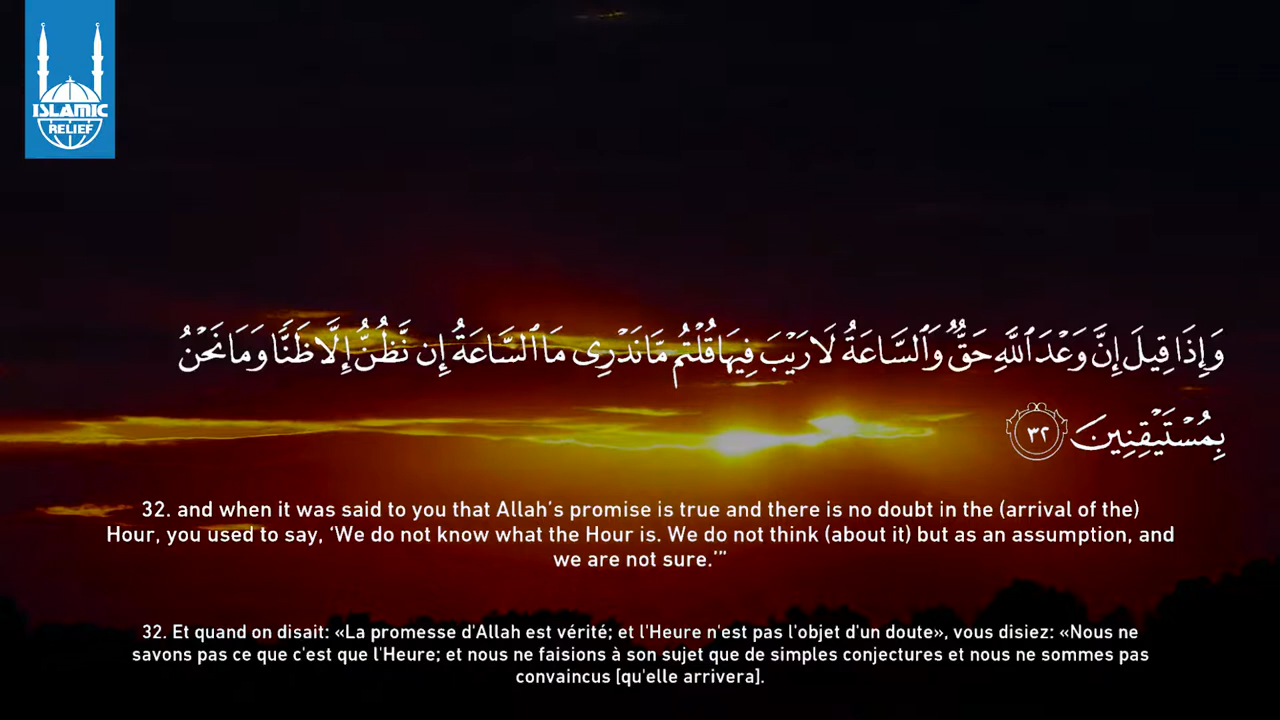 ISLAMIC
RELIEF
وَإِذَا قِيلَ إِنَّ وَعْدَ ٱللَّهِ حَقٌّ وَٱلسَّاعَةُ لَا رَيْبَ فِيهَا قُلْتُم مَّا نَدْرِى مَا ٱلسَّاعَةُ إِن نَّظُنُّ إِلَّا ظَنًّا وَمَا نَحْنُ
بِمُسْتَيْقِنِينَ ٣٢
32. and when it was said to you that Allah’s promise is true and there is no doubt in the (arrival of the)
Hour, you used to say, ‘We do not know what the Hour is. We do not think (about it) but as an assumption, and
we are not sure.’”
32. Et quand on disait: «La promesse d'Allah est vérité; et l'Heure n'est pas l'objet d'un doute», vous disiez: «Nous ne
savons pas ce que c'est que l'Heure; et nous ne faisions à son sujet que de simples conjectures et nous ne sommes pas
convaincus [qu'elle arrivera].